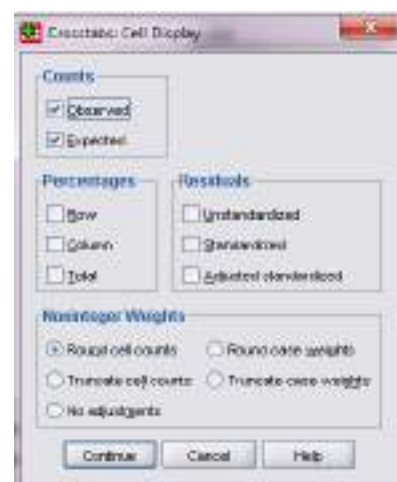 Crosstabs: Cell Display
Counts
Observed
Expected
Percentages
Row
Column
Total
Residuals
Unstandardized
Standardized
Adjusted standardized
Noninteger Weights
Round cell counts
Round case weights
Truncate cell counts
Truncate case weights
No adjustments
Continue
Cancel
Help